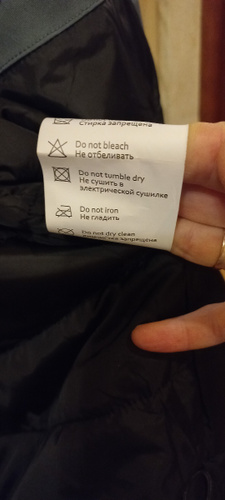 Стирка запрещена
Do not bleach
Не отбеливать
Do not tumble dry
Не сушить в
электрической сушилке
Do not iron
Не гладить
Do not dry clean